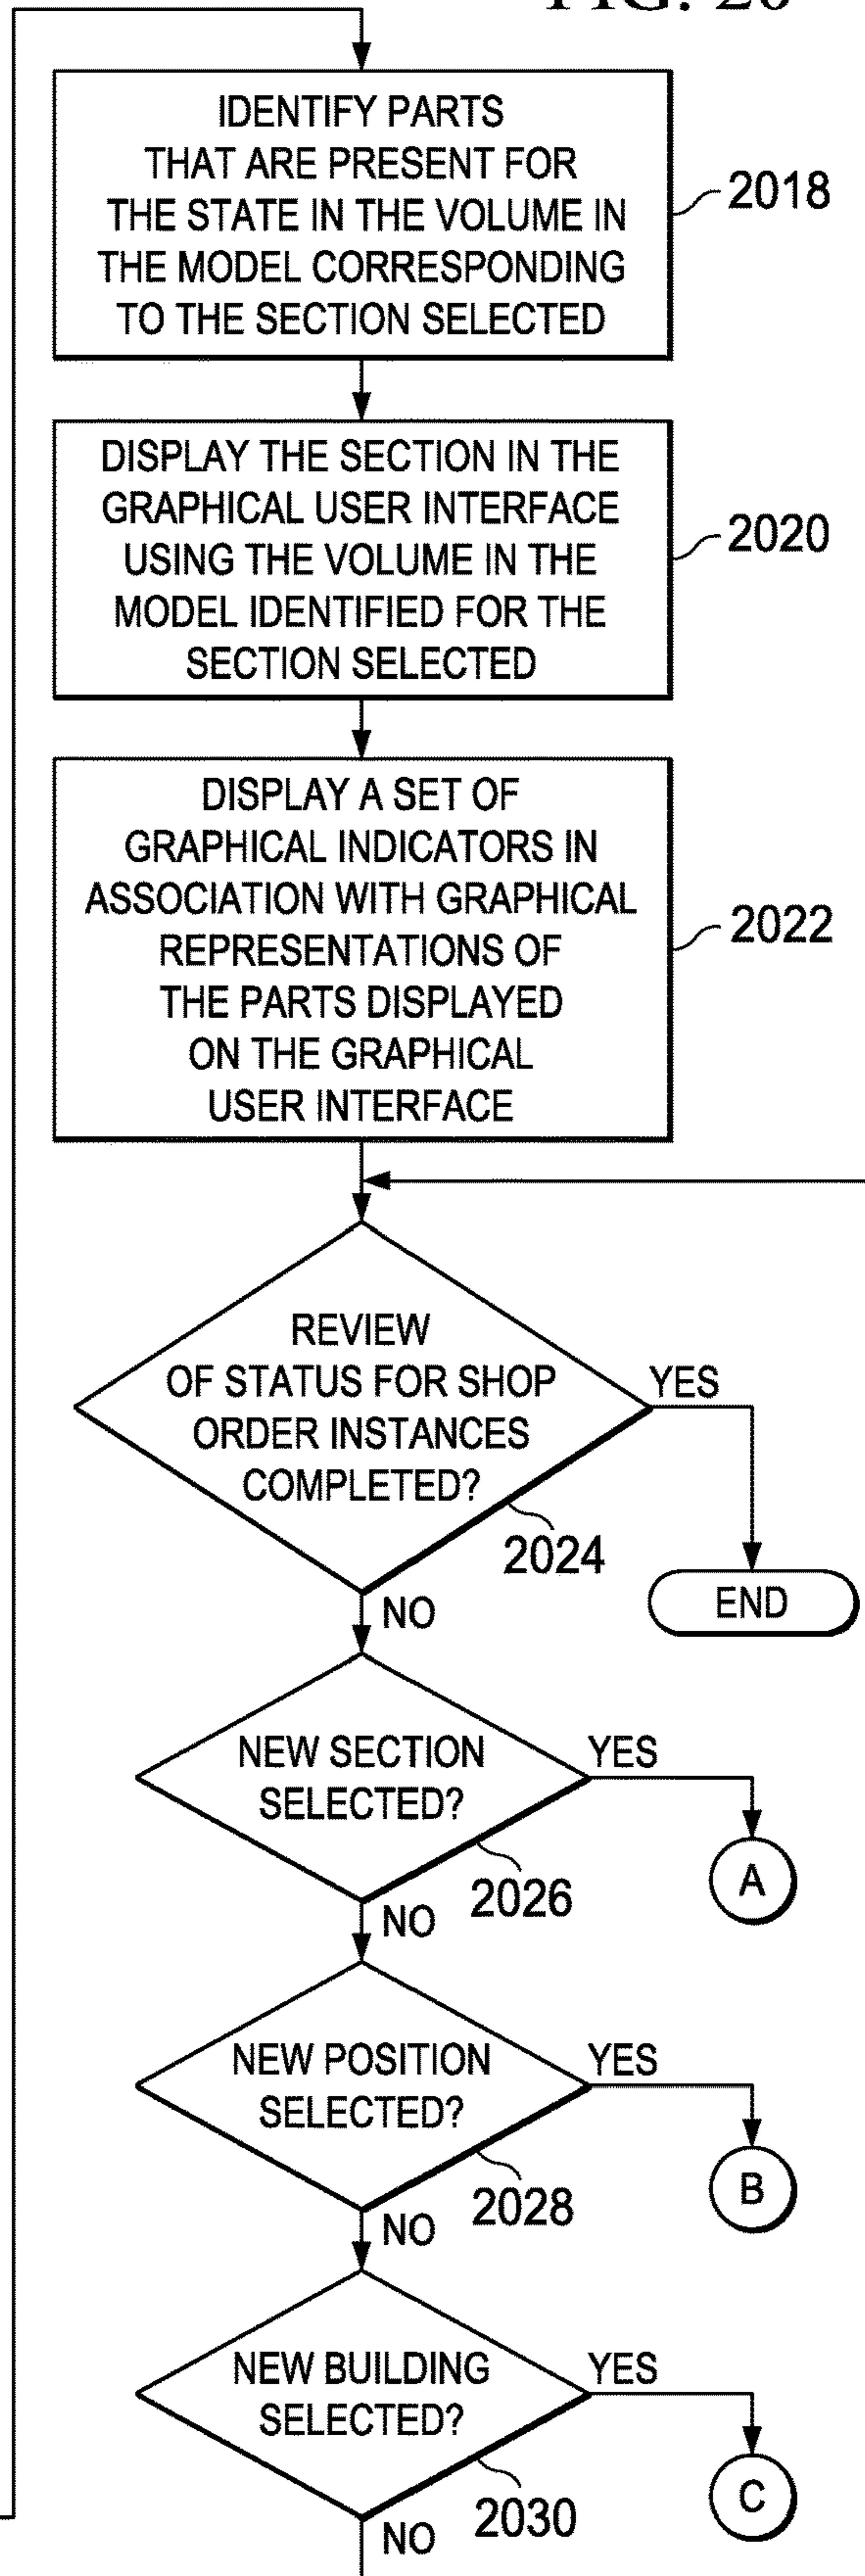 IDENTIFY PARTS
THAT ARE PRESENT FOR
THE STATE IN THE VOLUME IN
THE MODEL CORRESPONDING
TO THE SECTION SELECTED
2018
DISPLAY THE SECTION IN THE
GRAPHICAL USER INTERFACE
USING THE VOLUME IN THE
MODEL IDENTIFIED FOR THE
SECTION SELECTED
2020
DISPLAY A SET OF
GRAPHICAL INDICATORS IN
ASSOCIATION WITH GRAPHICAL
REPRESENTATIONS OF
THE PARTS DISPLAYED
ON THE GRAPHICAL
USER INTERFACE
2022
REVIEW
OF STATUS FOR SHOP
ORDER INSTANCES
COMPLETED?
YES
2024
END
NO
NEW SECTION
SELECTED?
YES
2026
A
NO
NEW POSITION
SELECTED?
YES
2028
B
NO
NEW BUILDING
SELECTED?
YES
2030
C
NO